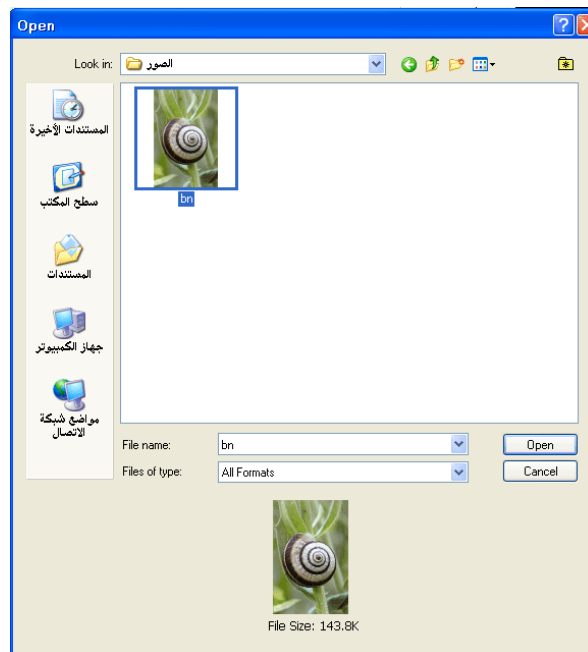 Open
Look in:
الصور
المستندات الأخيرة
سطح المكتب
المستندات
جهاز الكمبيوتر
مواضع شبكة
الاتصال
bn
File name:
bn
Open
Files of type:
All Formats
Cancel
File Size: 143.8K